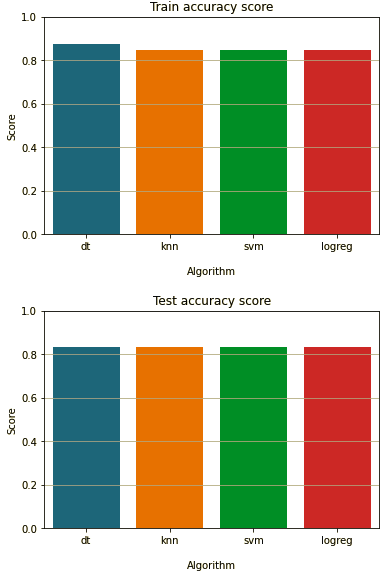 Train accuracy score
1.0
0.8
0.6
0.4
0.2
0.0
Score
dt knn svm logreg
Algorithm
Test accuracy score
1.0
0.8
0.6
0.4
0.2
0.0
Score
dt knn svm logreg
Algorithm